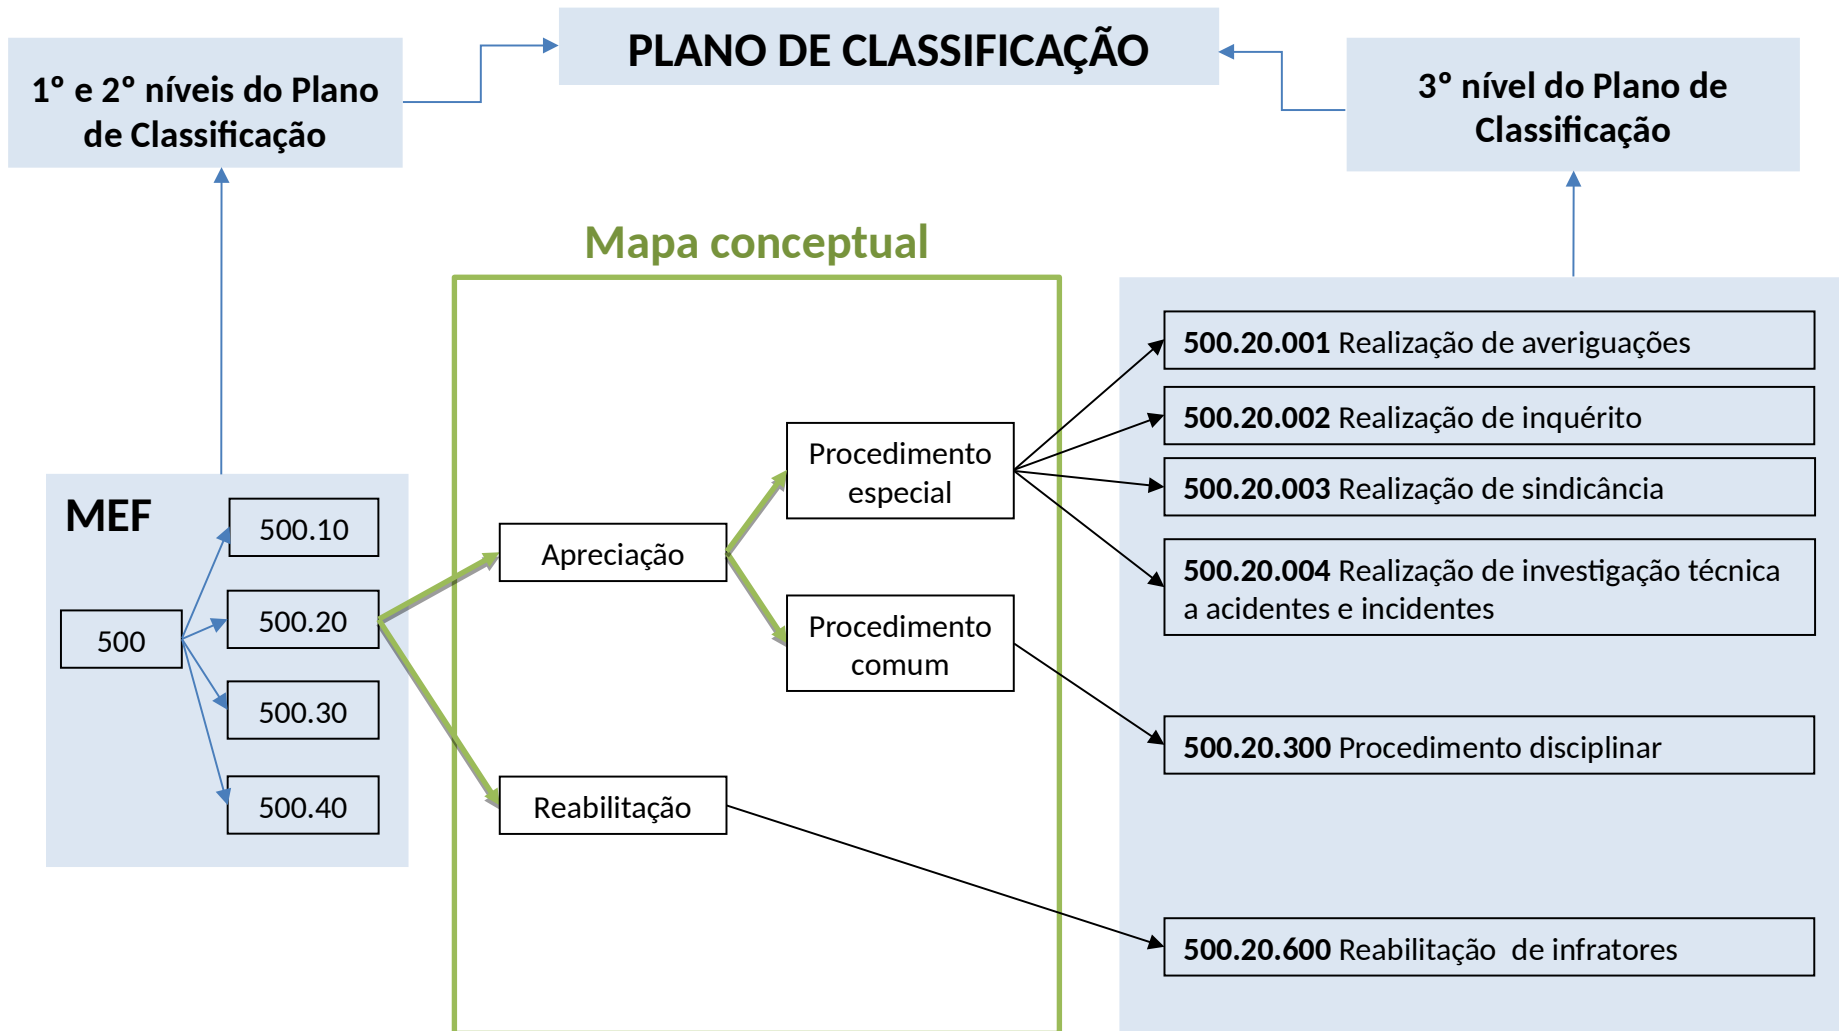 PLANO DE CLASSIFICAÇÃO
1º e 2º níveis do Plano
de Classificação
3º nível do Plano de
Classificação
Mapa conceptual
MEF
500
500.10
500.20
500.30
500.40
Apreciação
Reabilitação
Procedimento
especial
Procedimento
comum
500.20.001 Realização de averiguações
500.20.002 Realização de inquérito
500.20.003 Realização de sindicância
500.20.004 Realização de investigação técnica
a acidentes e incidentes
500.20.300 Procedimento disciplinar
500.20.600 Reabilitação  de infratores